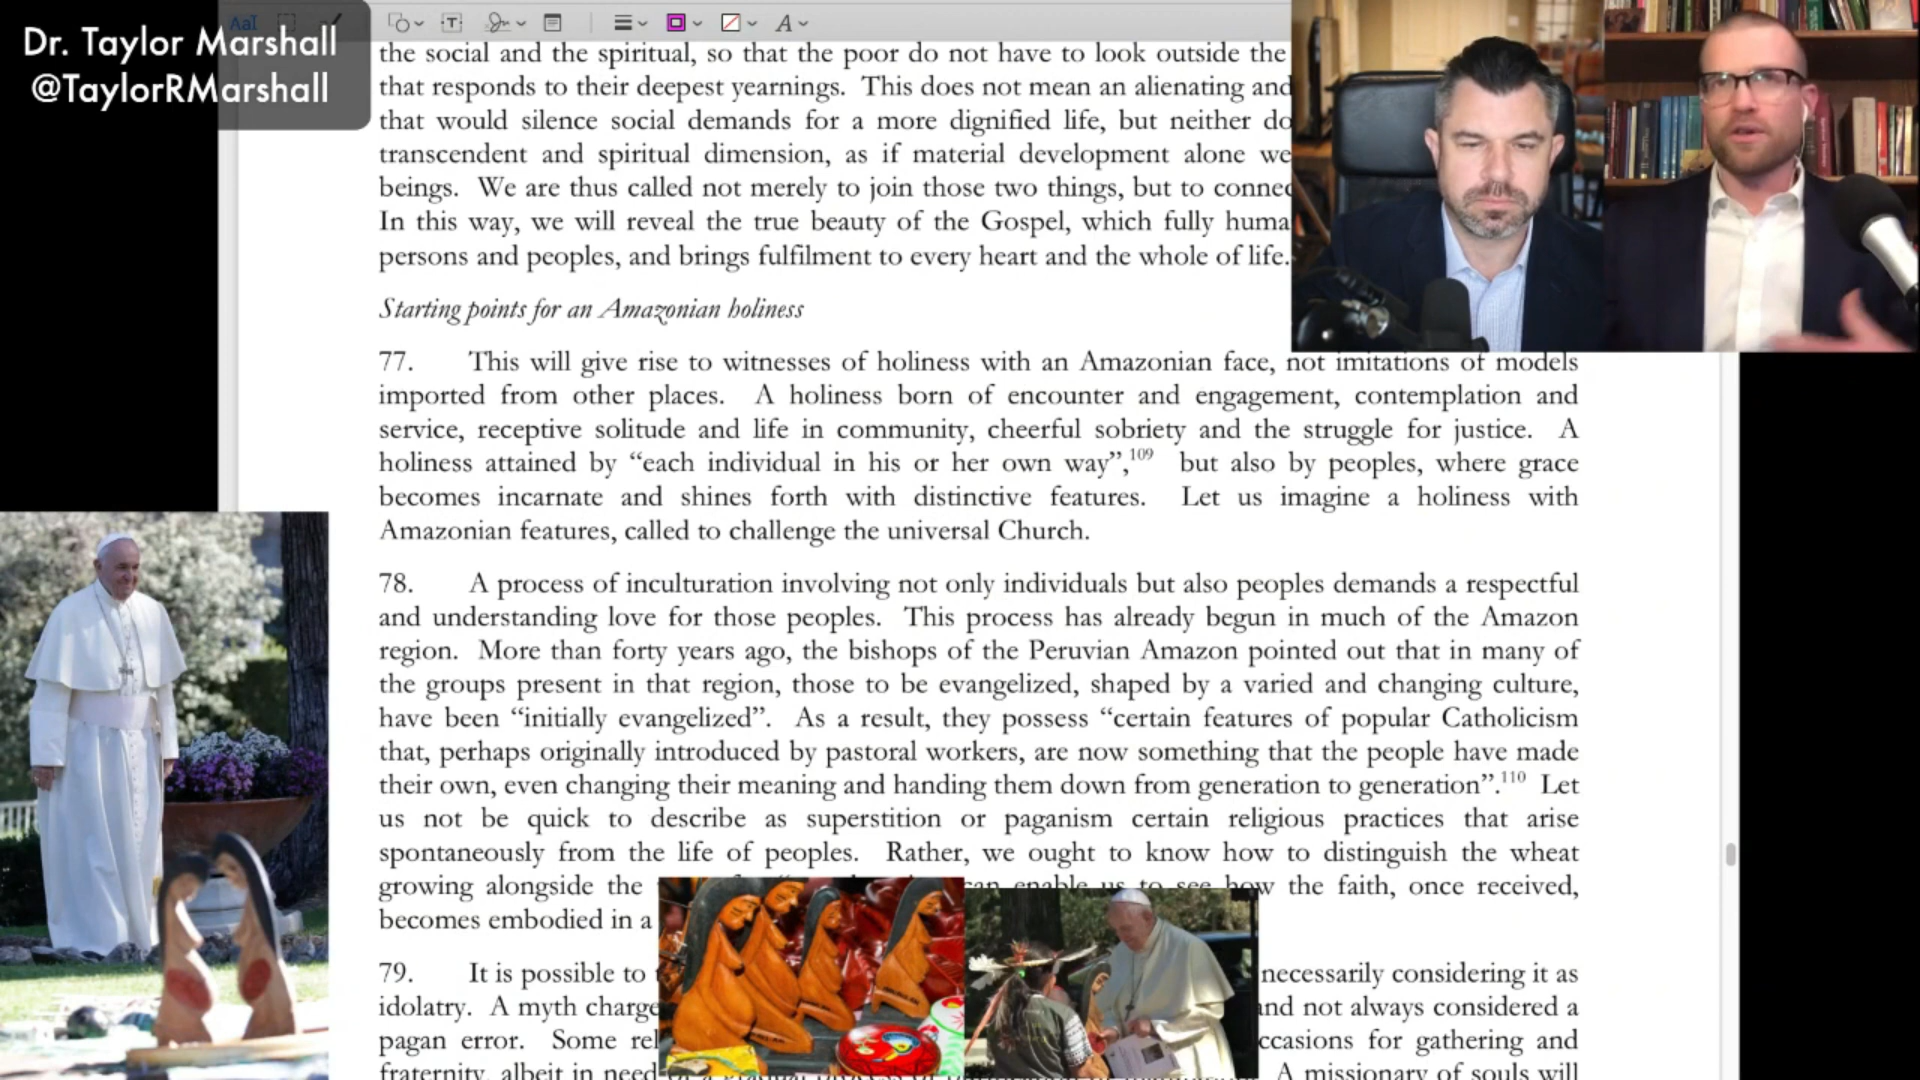 Dr. Taylor Marshall
@TaylorRMarshall
AaI
T
A
the social and the spiritual, so that the poor do not have to look outside the
that responds to their deepest yearnings. This does not mean an alienating and
that would silence social demands for a more dignified life, but neither do
transcendent and spiritual dimension, as if material development alone we
beings. We are thus called not merely to join those two things, but to connec
In this way, we will reveal the true beauty of the Gospel, which fully huma
persons and peoples, and brings fulfilment to every heart and the whole of life.
Starting points for an Amazonian holiness
77. This will give rise to witnesses of holiness with an Amazonian face, not imitations of models
imported from other places. A holiness born of encounter and engagement, contemplation and
service, receptive solitude and life in community, cheerful sobriety and the struggle for justice. A
holiness attained by “each individual in his or her own way”,109 but also by peoples, where grace
becomes incarnate and shines forth with distinctive features. Let us imagine a holiness with
Amazonian features, called to challenge the universal Church.
78. A process of inculturation involving not only individuals but also peoples demands a respectful
and understanding love for those peoples. This process has already begun in much of the Amazon
region. More than forty years ago, the bishops of the Peruvian Amazon pointed out that in many of
the groups present in that region, those to be evangelized, shaped by a varied and changing culture,
have been “initially evangelized”. As a result, they possess “certain features of popular Catholicism
that, perhaps originally introduced by pastoral workers, are now something that the people have made
their own, even changing their meaning and handing them down from generation to generation”.110 Let
us not be quick to describe as superstition or paganism certain religious practices that arise
spontaneously from the life of peoples. Rather, we ought to know how to distinguish the wheat
growing alongside the can enable us to see how the faith, once received,
becomes embodied in a
79. It is possible to necessarily considering it as
idolatry. A myth charge and not always considered a
pagan error. Some rel ccasions for gathering and
fraternity, albeit in need A missionary of souls will